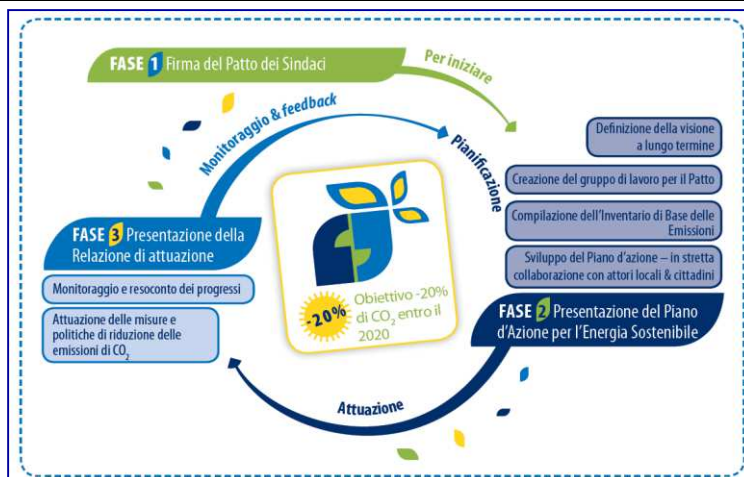 FASE 1 Firma del Patto dei Sindaci
Per iniziare
Monitoraggio & feedback
Pianificazione
Definizione della visione
a lungo termine
Creazione del gruppo di lavoro per il Patto
Compilazione dell'Inventario di Base delle
Emissioni
Sviluppo del Piano d'azione – in stretta
collaborazione con attori locali & cittadini
FASE 2 Presentazione del Piano
d'Azione per l'Energia Sostenibile
FASE 3 Presentazione della
Relazione di attuazione
Monitoraggio e resoconto dei progressi
Attuazione delle misure e
politiche di riduzione delle
emissioni di CO₂
-20%
Obiettivo -20%
di CO₂ entro il
2020
Attuazione